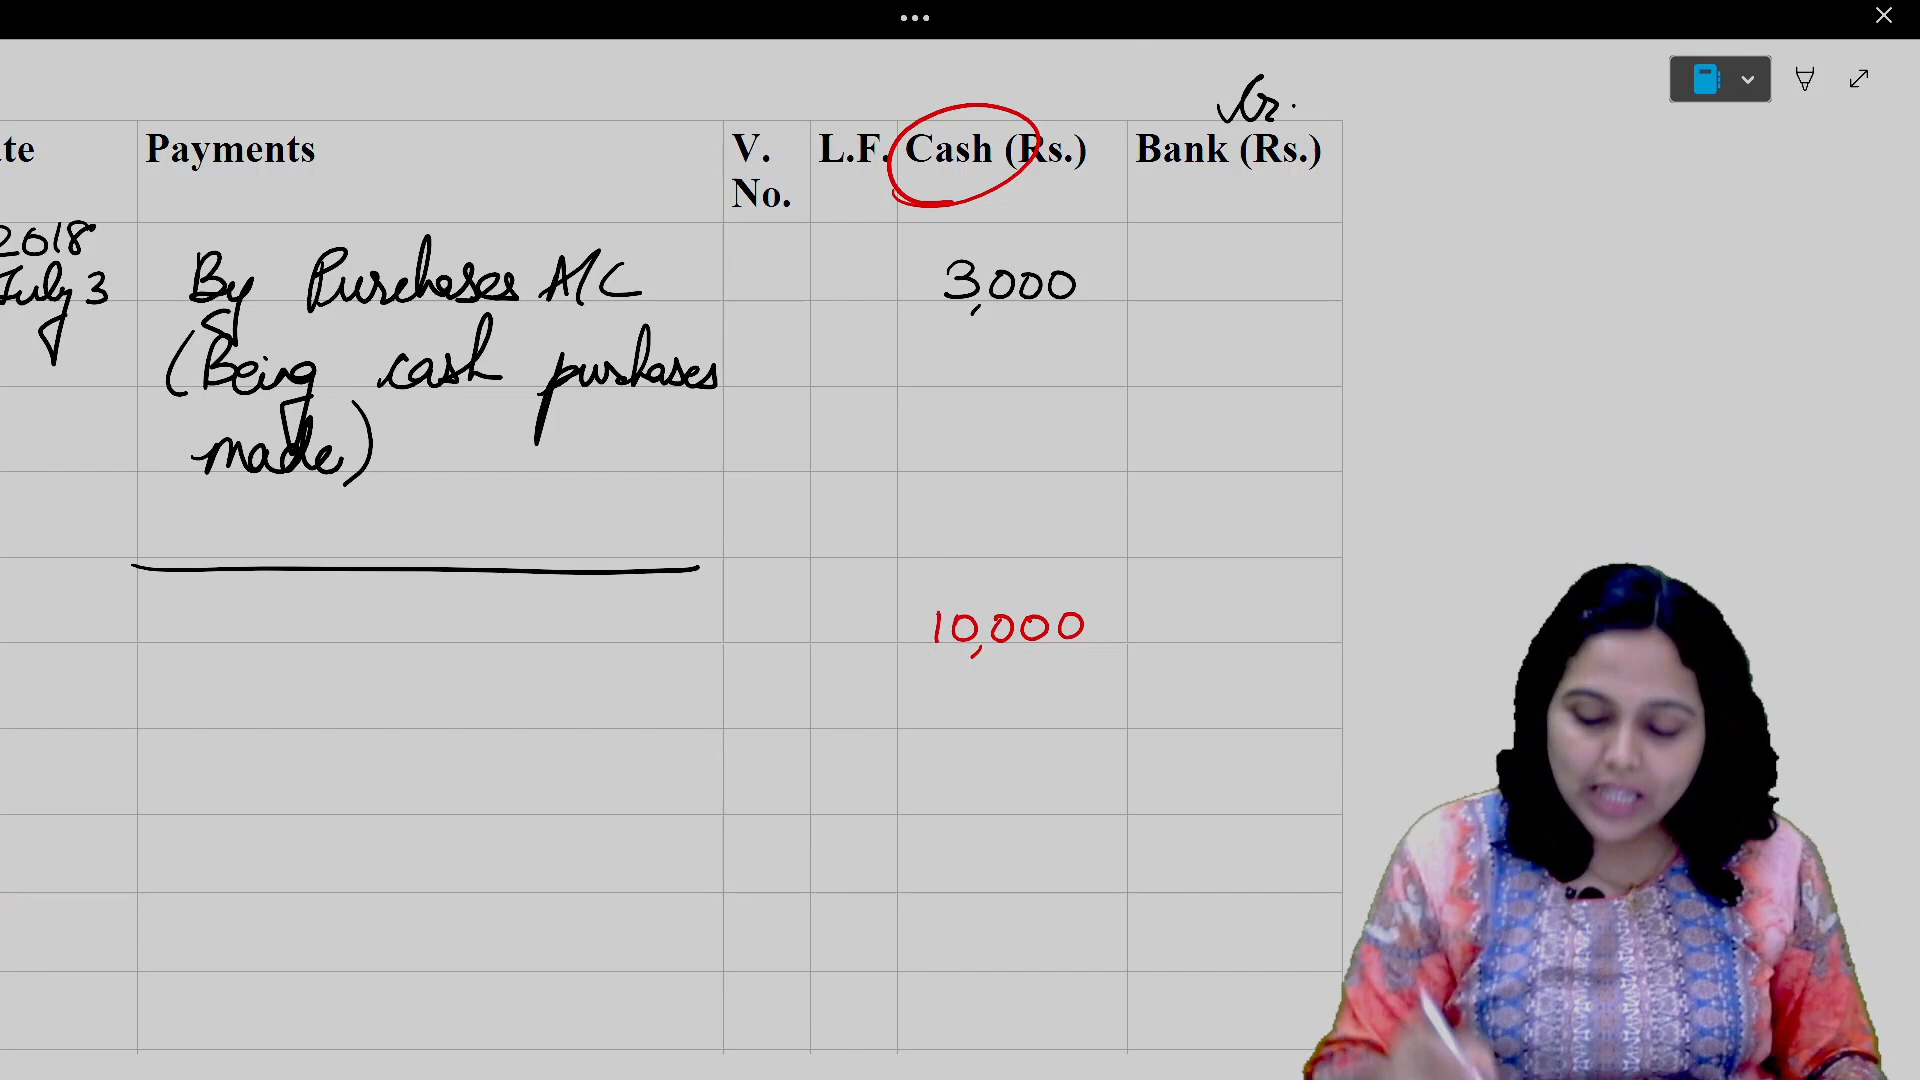 Cr.
te Payments V. No. L.F. Cash (Rs.) Bank (Rs.)
2018
July 3 By Purchases A/C 3,000
(Being cash purchases
made)
10,000